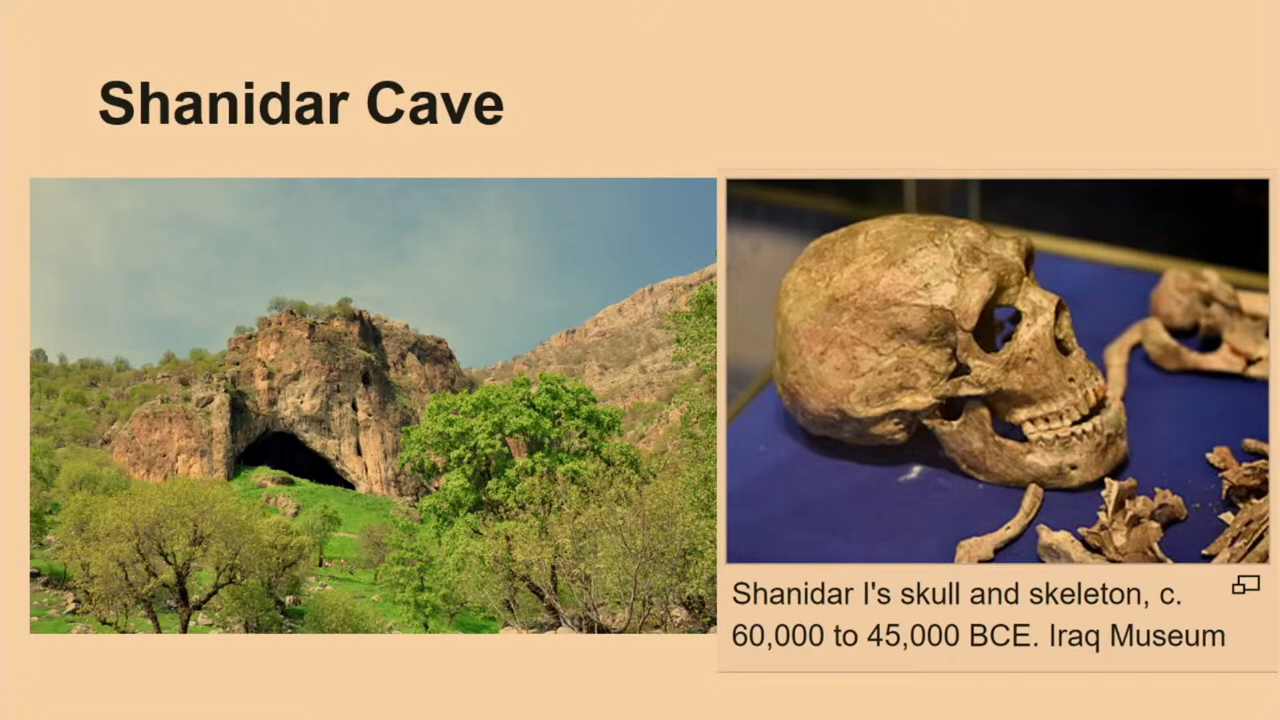 Shanidar Cave
Shanidar I's skull and skeleton, c.
60,000 to 45,000 BCE. Iraq Museum